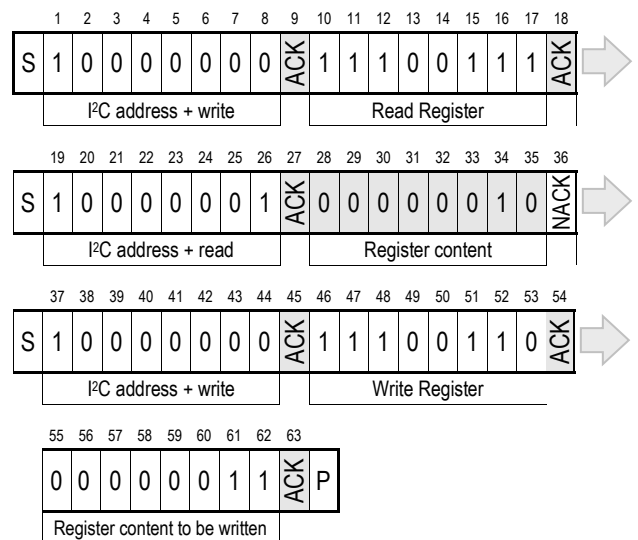 1 2 3 4 5 6 7 8 9 10 11 12 13 14 15 16 17 18
S 1 0 0 0 0 0 0 0 ACK 1 1 1 0 0 1 1 1 ACK
I²C address + write Read Register
19 20 21 22 23 24 25 26 27 28 29 30 31 32 33 34 35 36
S 1 0 0 0 0 0 0 1 ACK 0 0 0 0 0 0 1 0 NACK
I²C address + read Register content
37 38 39 40 41 42 43 44 45 46 47 48 49 50 51 52 53 54
S 1 0 0 0 0 0 0 0 ACK 1 1 1 0 0 1 1 0 ACK
I²C address + write Write Register
55 56 57 58 59 60 61 62 63
0 0 0 0 0 0 1 1 ACK P
Register content to be written